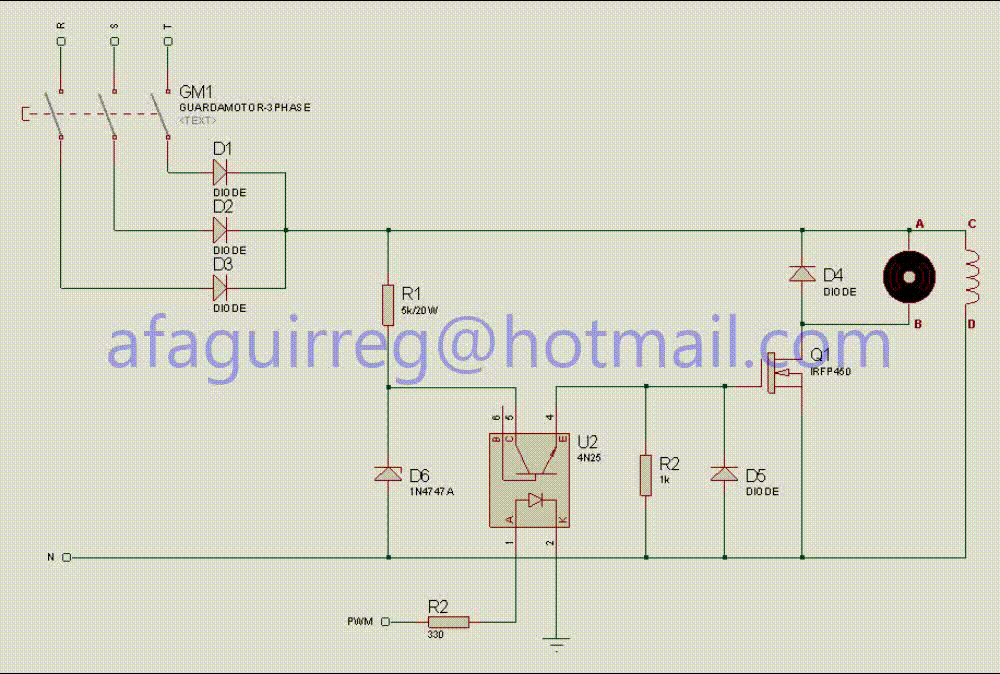 R S T
GM1
GUARDAMOTOR-3PHASE
<TEXT>
D1
DIODE
D2
DIODE
D3
DIODE
A C
D4
DIODE
R1
5k/20W
B D
afaguirreg@hotmail.com
Q1
IRFP450
6 5 4
B C E
U2
4N25
D6
1N4747A
R2
1k
D5
DIODE
A K
1 2
N
R2
PWM
330